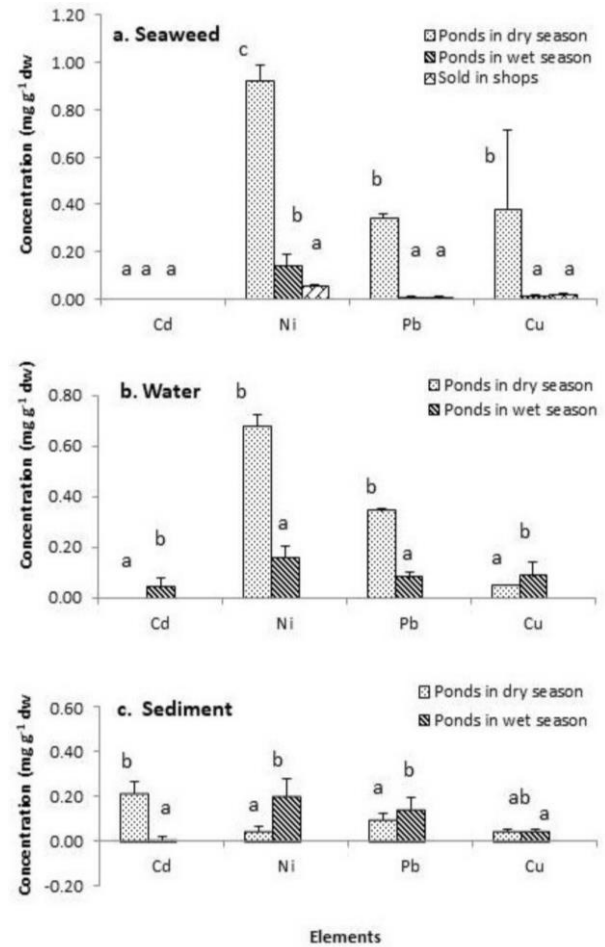 a. Seaweed
Ponds in dry season
Ponds in wet season
Sold in shops
Concentration (mg g⁻¹ dw)
1.20
1.00
0.80
0.60
0.40
0.20
0.00
a a a
c
b
a
b
a a
b
a a
Cd Ni Pb Cu
b. Water
Ponds in dry season
Ponds in wet season
Concentration (mg g⁻¹ dw)
0.80
0.60
0.40
0.20
0.00
a b
b
a
b
a
a b
Cd Ni Pb Cu
c. Sediment
Ponds in dry season
Ponds in wet season
Concentration (mg g⁻¹ dw
0.60
0.40
0.20
0.00
-0.20
b a
a b
a b
ab a
Cd Ni Pb Cu
Elements